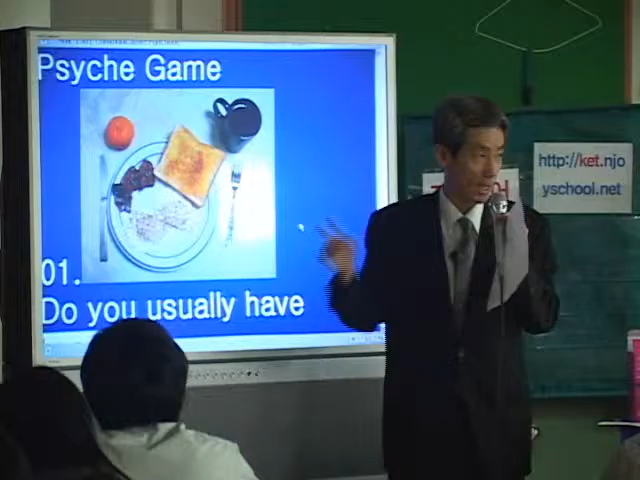 Psyche Game
01.
Do you usually have
http://ket.njo
yschool.net